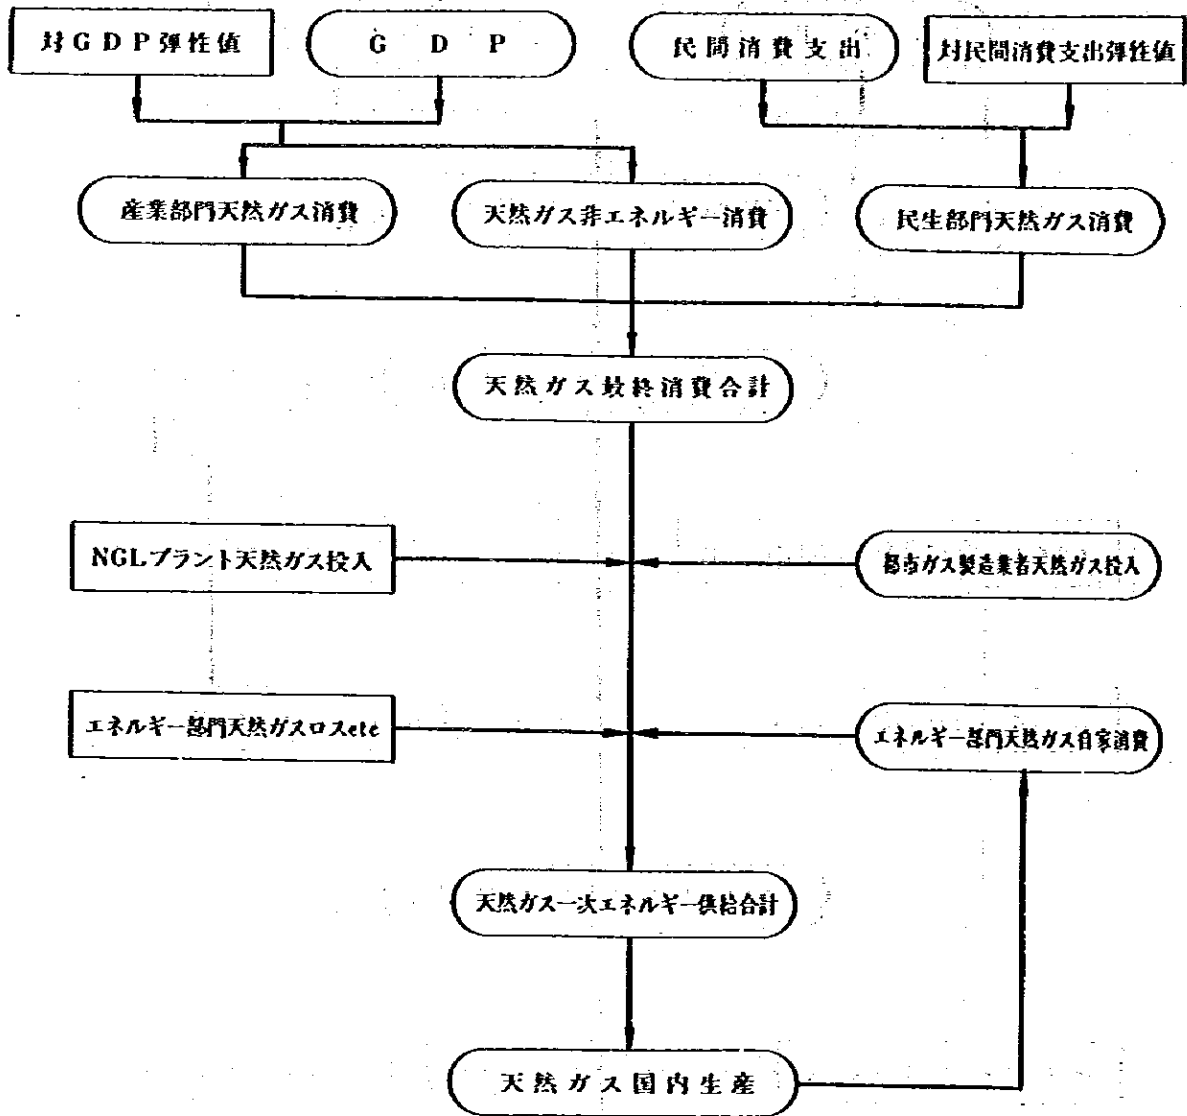 対GDP弾性値
G D P
民間消費支出
対民間消費支出弾性値
産業部門天然ガス消費
天然ガス非エネルギー消費
民生部門天然ガス消費
天然ガス最終消費合計
NGLプラント天然ガス投入
都市ガス製造業者天然ガス投入
エネルギー部門天然ガスロスetc
エネルギー部門天然ガス自家消費
天然ガス一次エネルギー供給合計
天然ガス国内生産